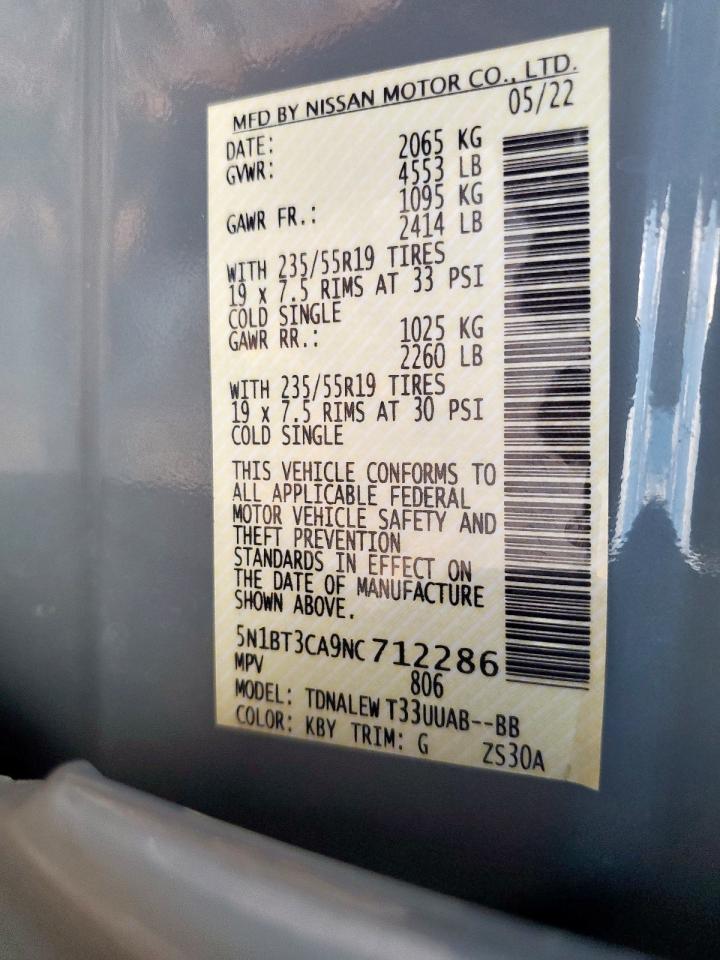 MFD BY NISSAN MOTOR CO., LTD.
DATE: 05/22
GVWR: 2065 KG
4553 LB
GAWR FR.: 1095 KG
2414 LB
WITH 235/55R19 TIRES
19 x 7.5 RIMS AT 33 PSI
COLD SINGLE
GAWR RR.: 1025 KG
2260 LB
WITH 235/55R19 TIRES
19 x 7.5 RIMS AT 30 PSI
COLD SINGLE
THIS VEHICLE CONFORMS TO
ALL APPLICABLE FEDERAL
MOTOR VEHICLE SAFETY AND
THEFT PREVENTION
STANDARDS IN EFFECT ON
THE DATE OF MANUFACTURE
SHOWN ABOVE.
5N1BT3CA9NC712286
MPV 806
MODEL: TDNALEW T33UUAB--BB
COLOR: KBY TRIM: G ZS30A